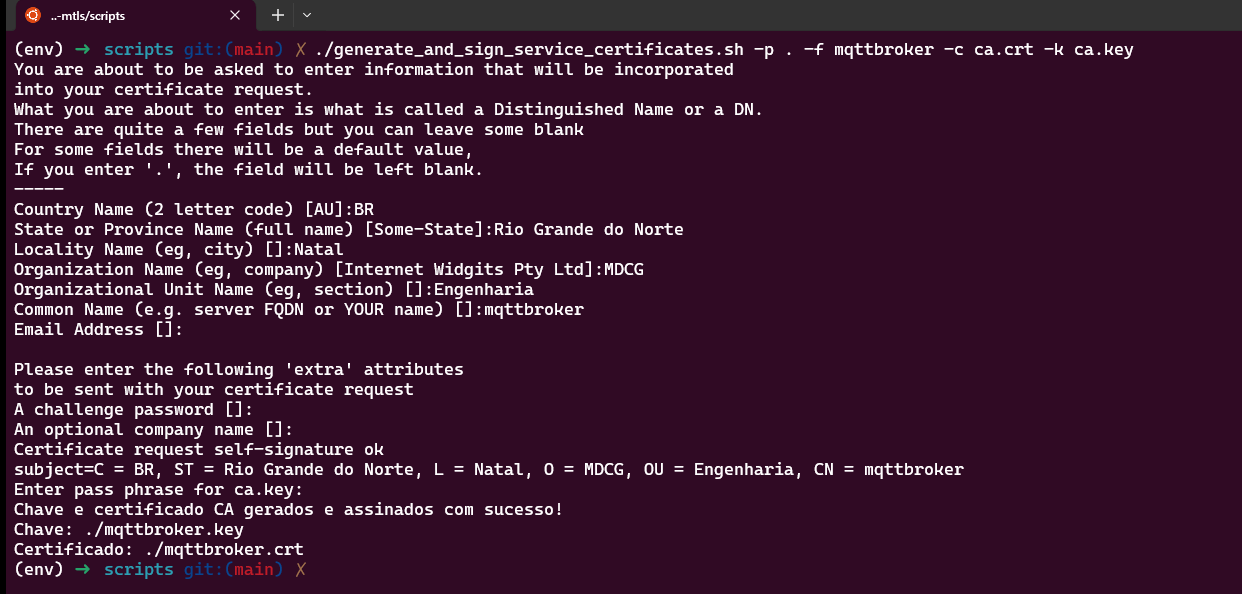 ..-mtls/scripts
(env) → scripts git:(main) ✗ ./generate_and_sign_service_certificates.sh -p . -f mqttbroker -c ca.crt -k ca.key
You are about to be asked to enter information that will be incorporated
into your certificate request.
What you are about to enter is what is called a Distinguished Name or a DN.
There are quite a few fields but you can leave some blank
For some fields there will be a default value,
If you enter '.', the field will be left blank.
-----
Country Name (2 letter code) [AU]:BR
State or Province Name (full name) [Some-State]:Rio Grande do Norte
Locality Name (eg, city) []:Natal
Organization Name (eg, company) [Internet Widgits Pty Ltd]:MDCG
Organizational Unit Name (eg, section) []:Engenharia
Common Name (e.g. server FQDN or YOUR name) []:mqttbroker
Email Address []:

Please enter the following 'extra' attributes
to be sent with your certificate request
A challenge password []:
An optional company name []:
Certificate request self-signature ok
subject=C = BR, ST = Rio Grande do Norte, L = Natal, O = MDCG, OU = Engenharia, CN = mqttbroker
Enter pass phrase for ca.key:
Chave e certificado CA gerados e assinados com sucesso!
Chave: ./mqttbroker.key
Certificado: ./mqttbroker.crt
(env) → scripts git:(main) ✗